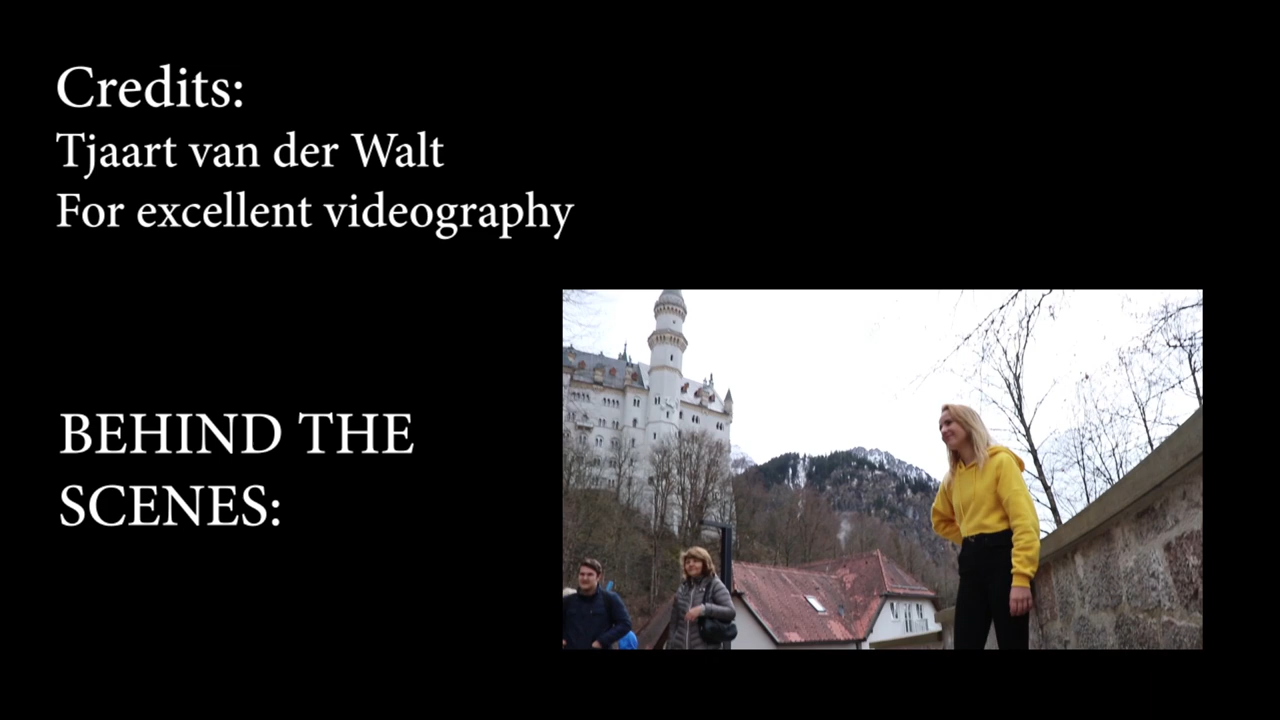 Credits:
Tjaart van der Walt
For excellent videography
BEHIND THE
SCENES: